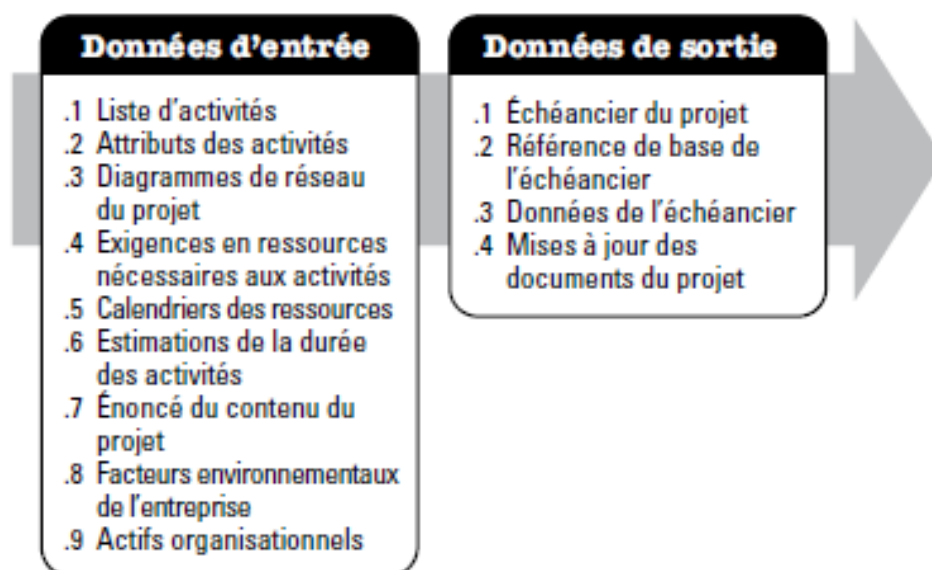 Données d'entrée
.1 Liste d'activités
.2 Attributs des activités
.3 Diagrammes de réseau
du projet
.4 Exigences en ressources
nécessaires aux activités
.5 Calendriers des ressources
.6 Estimations de la durée
des activités
.7 Énoncé du contenu du
projet
.8 Facteurs environnementaux
de l'entreprise
.9 Actifs organisationnels
Données de sortie
.1 Échéancier du projet
.2 Référence de base de
l'échéancier
.3 Données de l'échéancier
.4 Mises à jour des
documents du projet